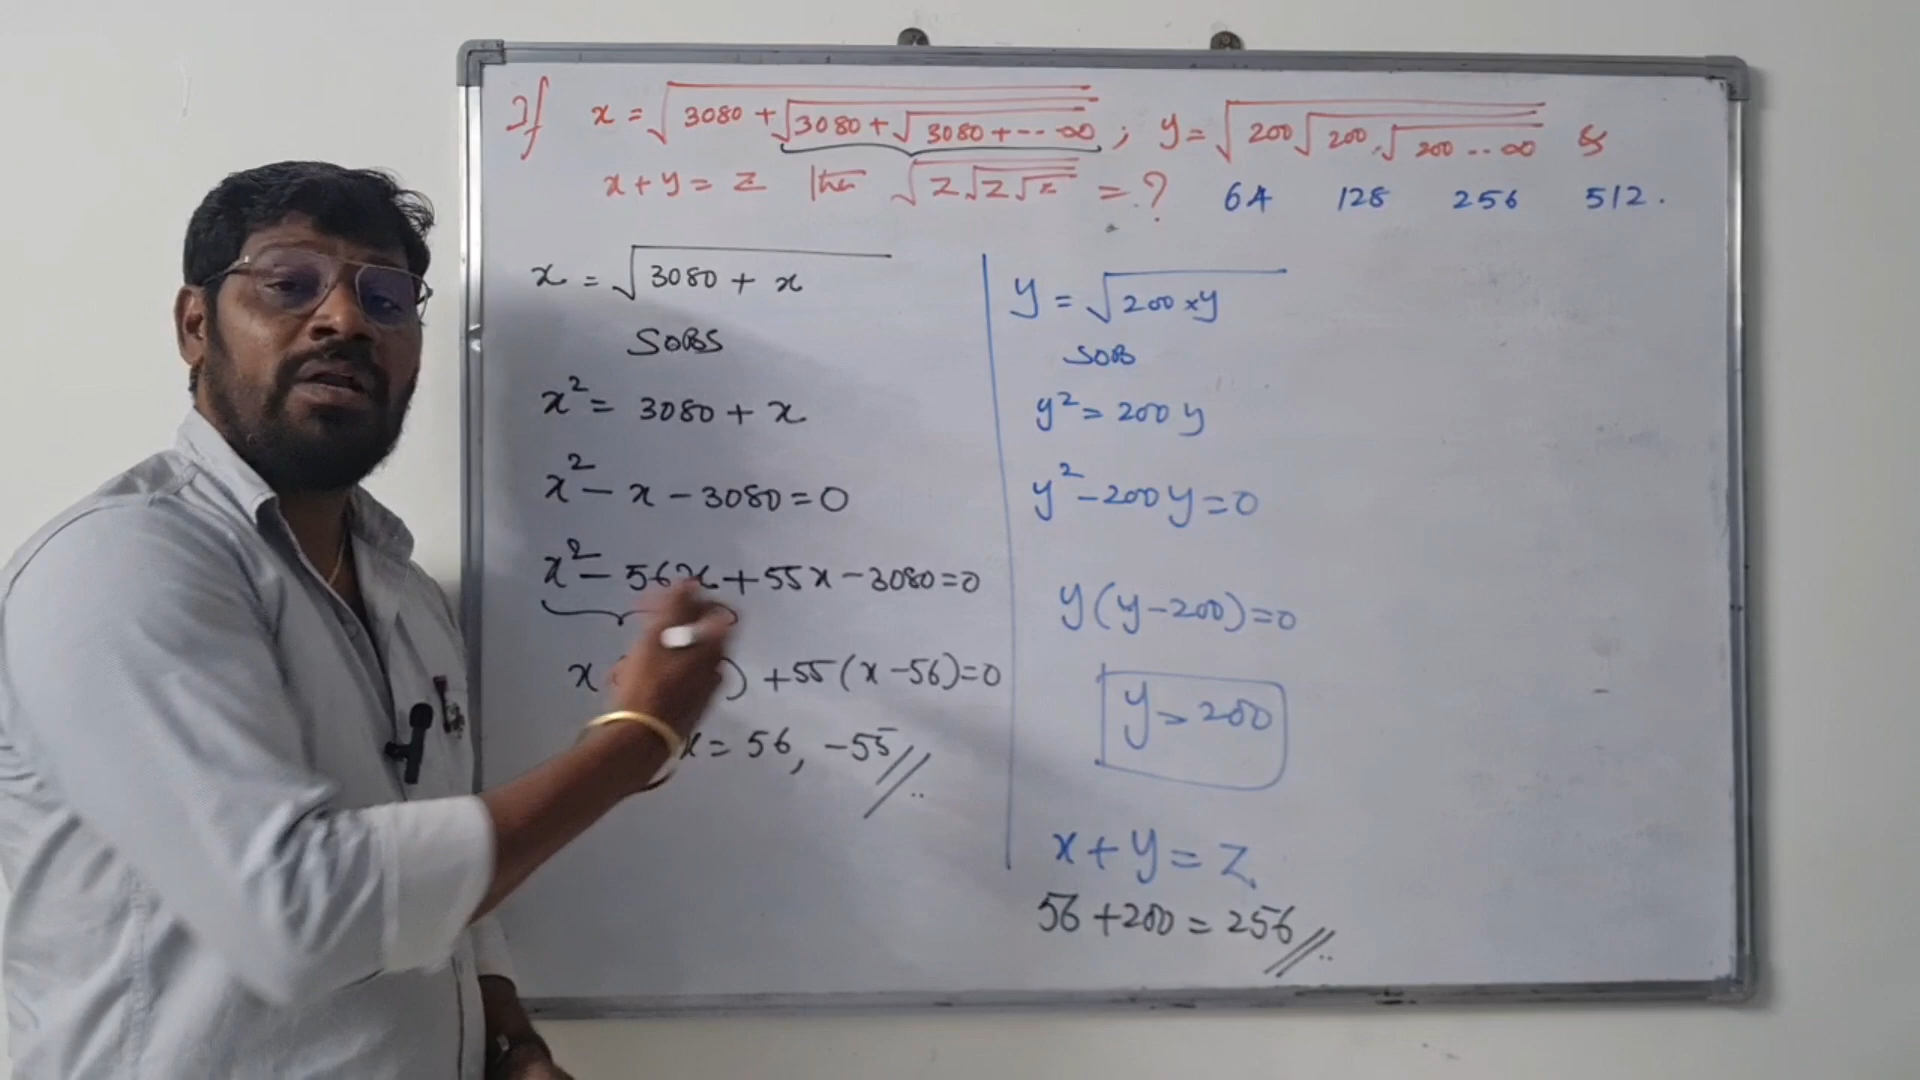 If x = √(3080 + √(3080 + √(3080 + --- ∞ ; y = √(200 √(200 . √(200 --- ∞ &
x + y = z then √(z√(z√z = ? 64 128 256 512.
x = √(3080 + x
SOBS
x² = 3080 + x
x² - x - 3080 = 0
x² - 56x + 55x - 3080 = 0
x ) + 55(x - 56) = 0
x = 56, -55 //..
y = √(200 × y
SOB
y² = 200 y
y² - 200 y = 0
y(y - 200) = 0
y = 200
x + y = z.
56 + 200 = 256 //..